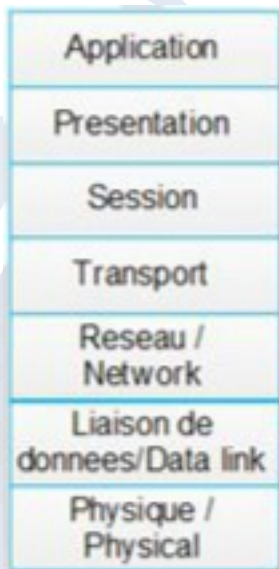 Application
Presentation
Session
Transport
Reseau /
Network
Liaison de
donnees/Data link
Physique /
Physical